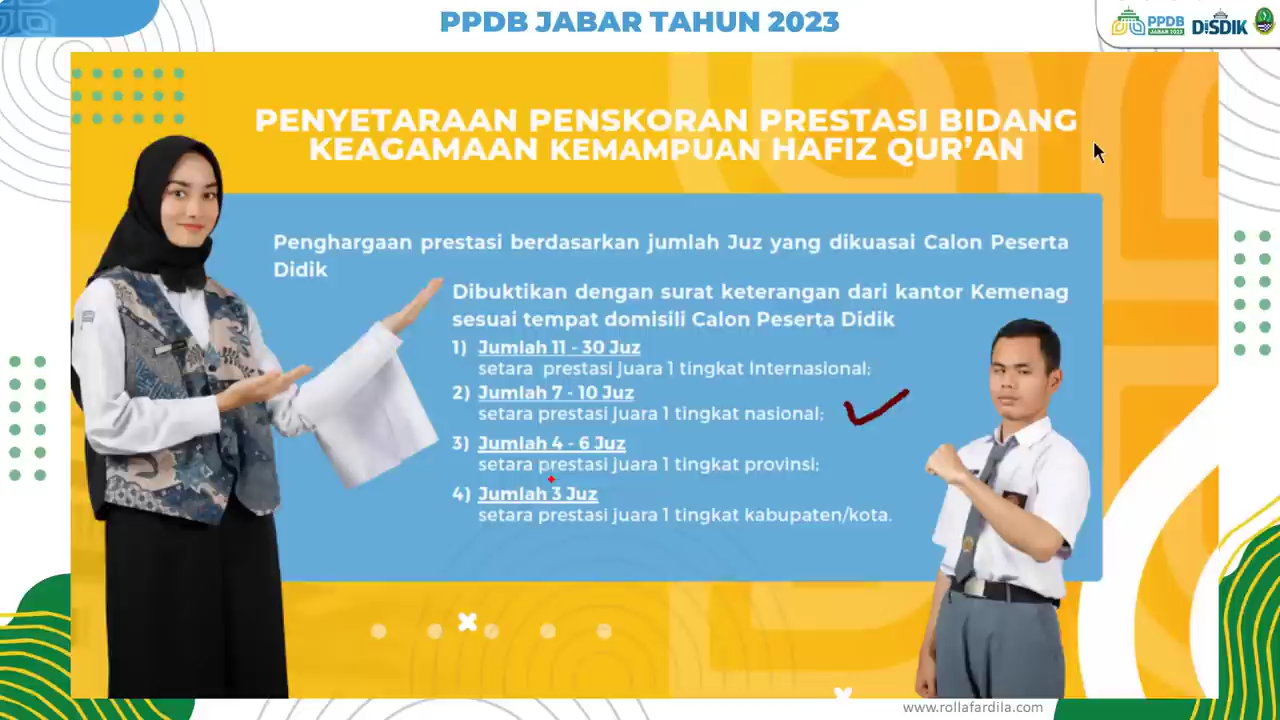 PPDB JABAR TAHUN 2023
PPDB
JABAR 2023
DISDIK
PENYETARAAN PENSKORAN PRESTASI BIDANG
KEAGAMAAN KEMAMPUAN HAFIZ QUR'AN
Penghargaan prestasi berdasarkan jumlah Juz yang dikuasai Calon Peserta
Didik
Dibuktikan dengan surat keterangan dari kantor Kemenag
sesuai tempat domisili Calon Peserta Didik
1) Jumlah 11 - 30 Juz
setara prestasi juara 1 tingkat Internasional;
2) Jumlah 7 - 10 Juz
setara prestasi juara 1 tingkat nasional;
3) Jumlah 4 - 6 Juz
setara prestasi juara 1 tingkat provinsi;
4) Jumlah 3 Juz
setara prestasi juara 1 tingkat kabupaten/kota.
www.rollafardila.com